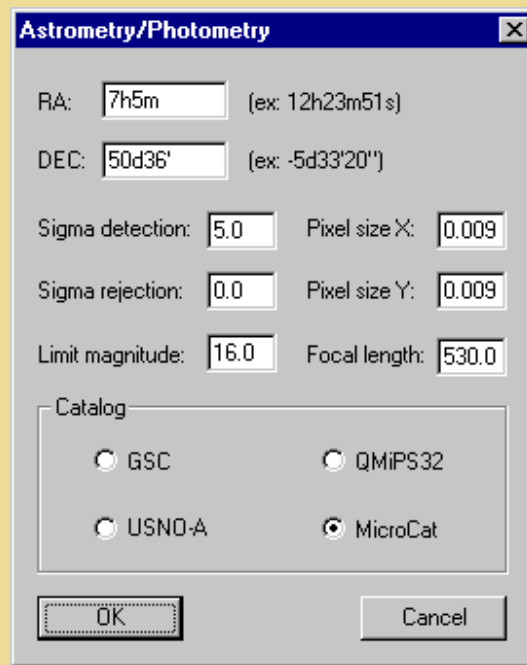 Astrometry/Photometry
RA: 7h5m (ex: 12h23m51s)
DEC: 50d36' (ex: -5d33'20")
Sigma detection: 5.0 Pixel size X: 0.009
Sigma rejection: 0.0 Pixel size Y: 0.009
Limit magnitude: 16.0 Focal length: 530.0
Catalog
GSC QMiPS32
USNO-A MicroCat
OK Cancel